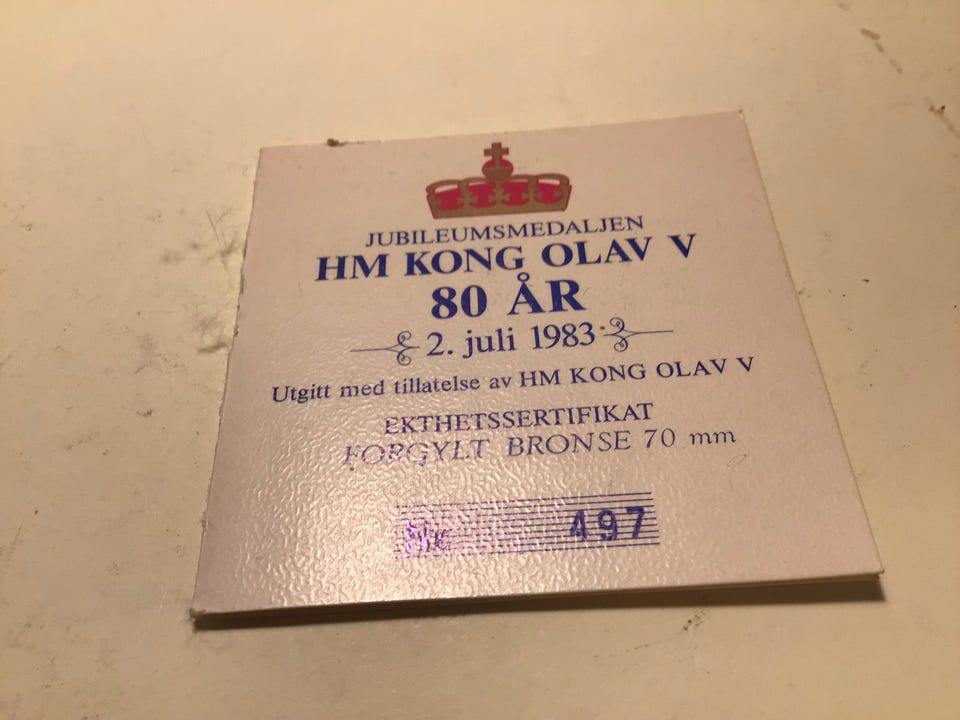 JUBILEUMSMEDALJEN
HM KONG OLAV V
80 ÅR
2. juli 1983
Utgitt med tillatelse av HM KONG OLAV V
EKTHETSSERTIFIKAT
FORGYLT BRONSE 70 mm
Nr 497